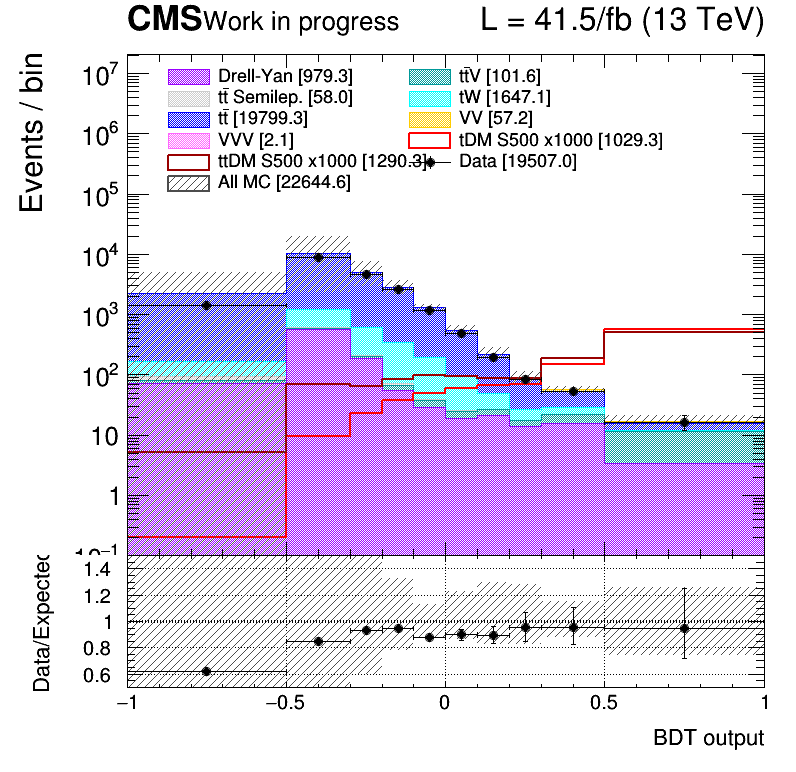 CMS Work in progress L = 41.5/fb (13 TeV)
Events / bin
10⁷
10⁶
10⁵
10⁴
10³
10²
10
1
10⁻¹
Drell-Yan [979.3] tt̄V [101.6]
tt̄ Semilep. [58.0] tW [1647.1]
tt̄ [19799.3] VV [57.2]
VVV [2.1] tDM S500 x1000 [1029.3]
ttDM S500 x1000 [1290.3] Data [19507.0]
All MC [22644.6]
Data/Expected
1.4
1.2
1
0.8
0.6
−1 −0.5 0 0.5 1
BDT output